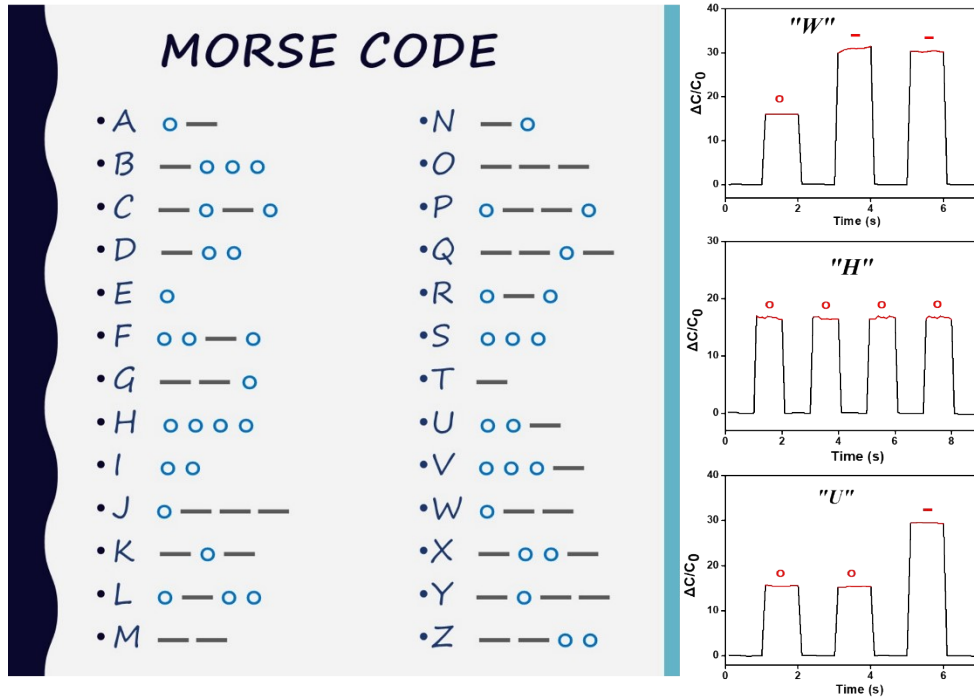 MORSE CODE
• A o —
• B — o o o
• C — o — o
• D — o o
• E o
• F o o — o
• G — — o
• H o o o o
• I o o
• J o — — —
• K — o —
• L o — o o
• M — —
• N — o
• O — — —
• P o — — o
• Q — — o —
• R o — o
• S o o o
• T —
• U o o —
• V o o o —
• W o — —
• X — o o —
• Y — o — —
• Z — — o o
"W"
o – –
ΔC/C0
40
30
20
10
0
0 2 4 6
Time (s)
"H"
o o o o
ΔC/C0
30
20
10
0
0 2 4 6 8
Time (s)
"U"
o o –
ΔC/C0
40
30
20
10
0
0 2 4 6
Time (s)